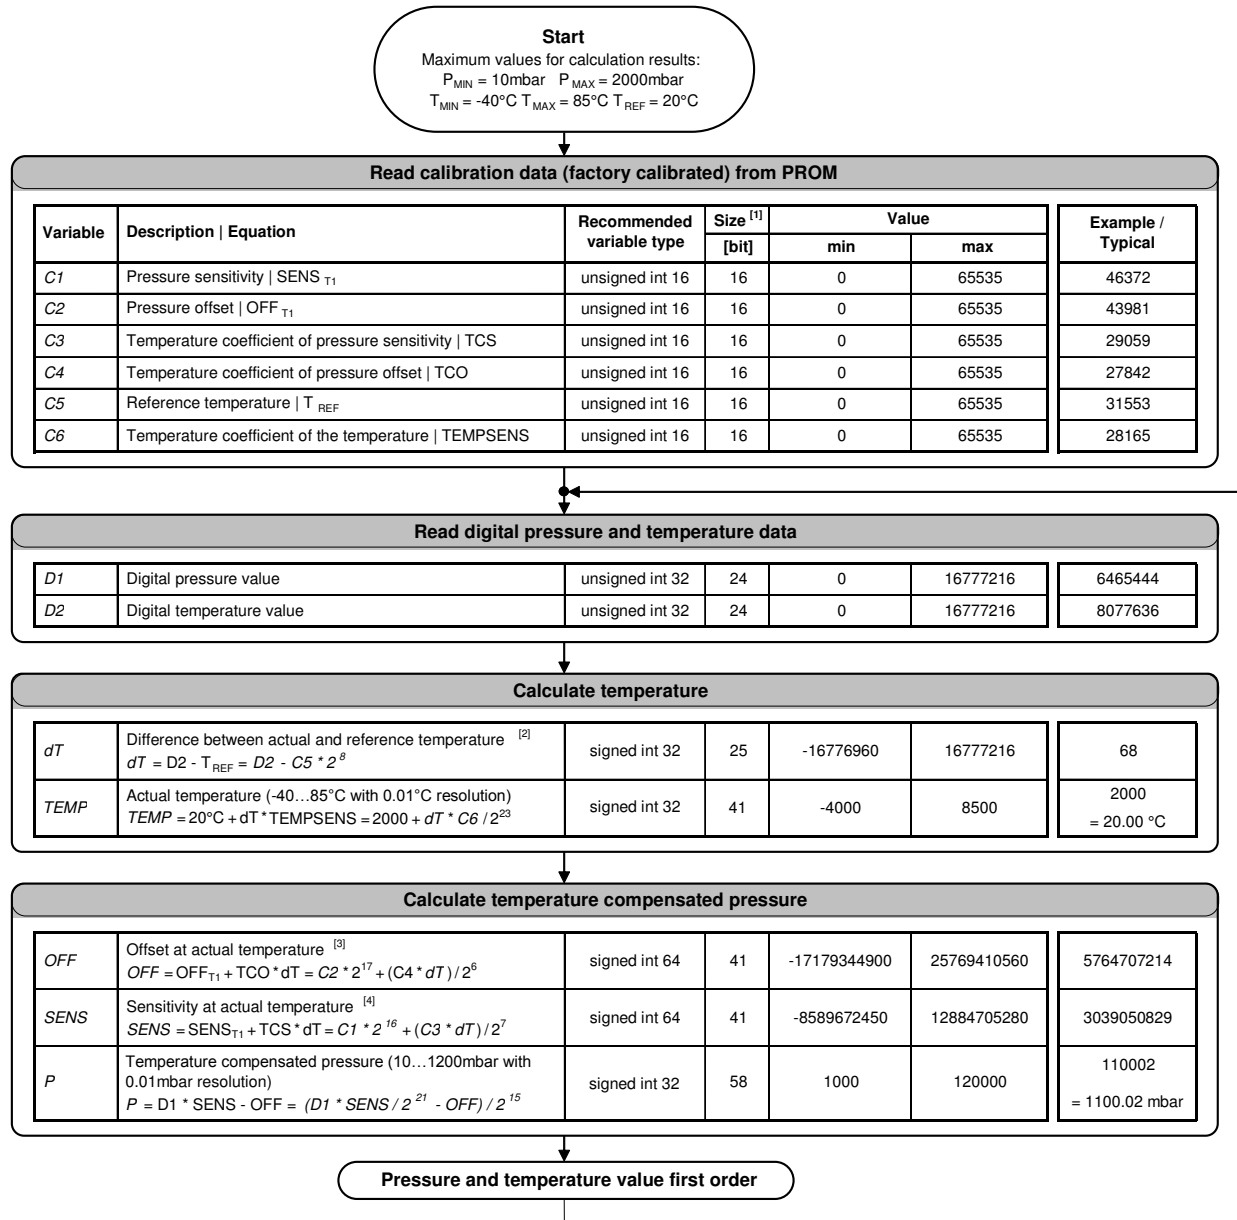 Start
Maximum values for calculation results:
PMIN = 10mbar PMAX = 2000mbar
TMIN = -40°C TMAX = 85°C TREF = 20°C
Read calibration data (factory calibrated) from PROM
Variable Description | Equation Recommended variable type Size [1] [bit] Value min max Example / Typical
C1 Pressure sensitivity | SENS T1 unsigned int 16 16 0 65535 46372
C2 Pressure offset | OFF T1 unsigned int 16 16 0 65535 43981
C3 Temperature coefficient of pressure sensitivity | TCS unsigned int 16 16 0 65535 29059
C4 Temperature coefficient of pressure offset | TCO unsigned int 16 16 0 65535 27842
C5 Reference temperature | T REF unsigned int 16 16 0 65535 31553
C6 Temperature coefficient of the temperature | TEMPSENS unsigned int 16 16 0 65535 28165
Read digital pressure and temperature data
D1 Digital pressure value unsigned int 32 24 0 16777216 6465444
D2 Digital temperature value unsigned int 32 24 0 16777216 8077636
Calculate temperature
dT Difference between actual and reference temperature [2] signed int 32 25 -16776960 16777216 68
dT = D2 - TREF = D2 - C5 * 2^8
TEMP Actual temperature (-40…85°C with 0.01°C resolution) signed int 32 41 -4000 8500 2000
TEMP = 20°C + dT * TEMPSENS = 2000 + dT * C6 / 2^23 = 20.00 °C
Calculate temperature compensated pressure
OFF Offset at actual temperature [3] signed int 64 41 -17179344900 25769410560 5764707214
OFF = OFFT1 + TCO * dT = C2 * 2^17 + (C4 * dT) / 2^6
SENS Sensitivity at actual temperature [4] signed int 64 41 -8589672450 12884705280 3039050829
SENS = SENST1 + TCS * dT = C1 * 2^16 + (C3 * dT) / 2^7
P Temperature compensated pressure (10…1200mbar with signed int 32 58 1000 120000 110002
0.01mbar resolution)
P = D1 * SENS - OFF = (D1 * SENS / 2^21 - OFF) / 2^15 = 1100.02 mbar
Pressure and temperature value first order